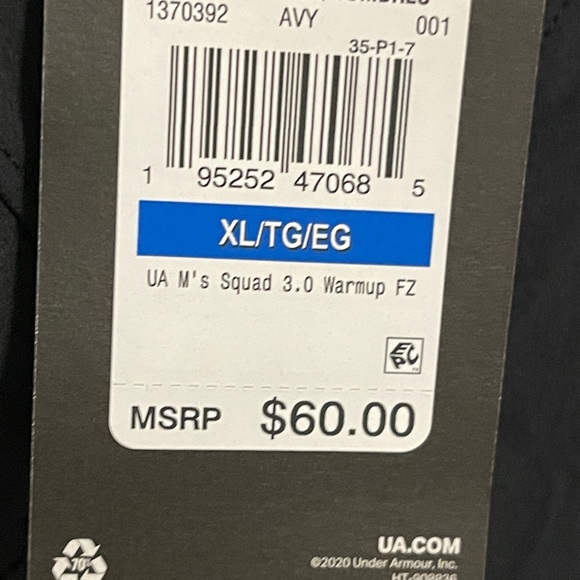 1370392 AVY 001
35-P1-7
1 95252 47068 5
XL/TG/EG
UA M's Squad 3.0 Warmup FZ
MSRP $60.00
70%
UA.COM
©2020 Under Armour, Inc.